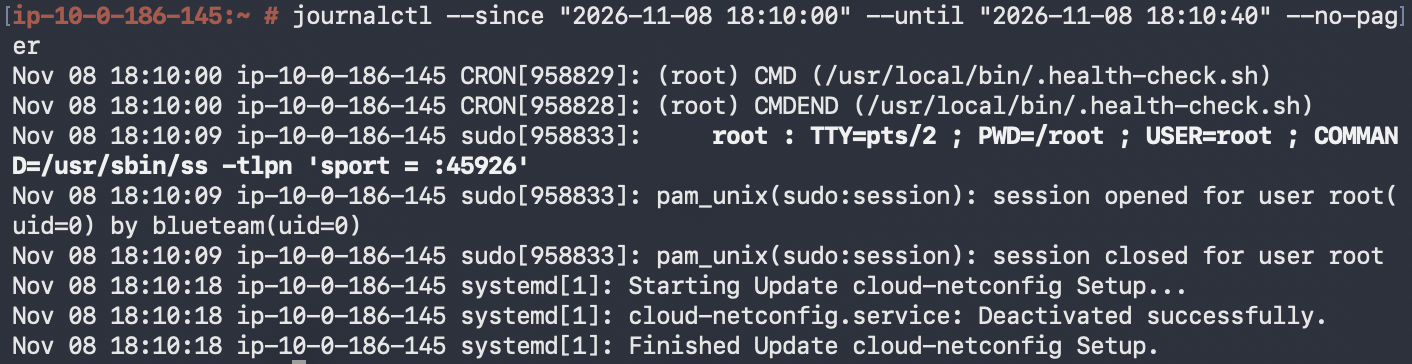 [ip-10-0-186-145:~ # journalctl --since "2026-11-08 18:10:00" --until "2026-11-08 18:10:40" --no-pag]
er
Nov 08 18:10:00 ip-10-0-186-145 CRON[958829]: (root) CMD (/usr/local/bin/.health-check.sh)
Nov 08 18:10:00 ip-10-0-186-145 CRON[958828]: (root) CMDEND (/usr/local/bin/.health-check.sh)
Nov 08 18:10:09 ip-10-0-186-145 sudo[958833]:     root : TTY=pts/2 ; PWD=/root ; USER=root ; COMMAN
D=/usr/sbin/ss -tlpn 'sport = :45926'
Nov 08 18:10:09 ip-10-0-186-145 sudo[958833]: pam_unix(sudo:session): session opened for user root(
uid=0) by blueteam(uid=0)
Nov 08 18:10:09 ip-10-0-186-145 sudo[958833]: pam_unix(sudo:session): session closed for user root
Nov 08 18:10:18 ip-10-0-186-145 systemd[1]: Starting Update cloud-netconfig Setup...
Nov 08 18:10:18 ip-10-0-186-145 systemd[1]: cloud-netconfig.service: Deactivated successfully.
Nov 08 18:10:18 ip-10-0-186-145 systemd[1]: Finished Update cloud-netconfig Setup.